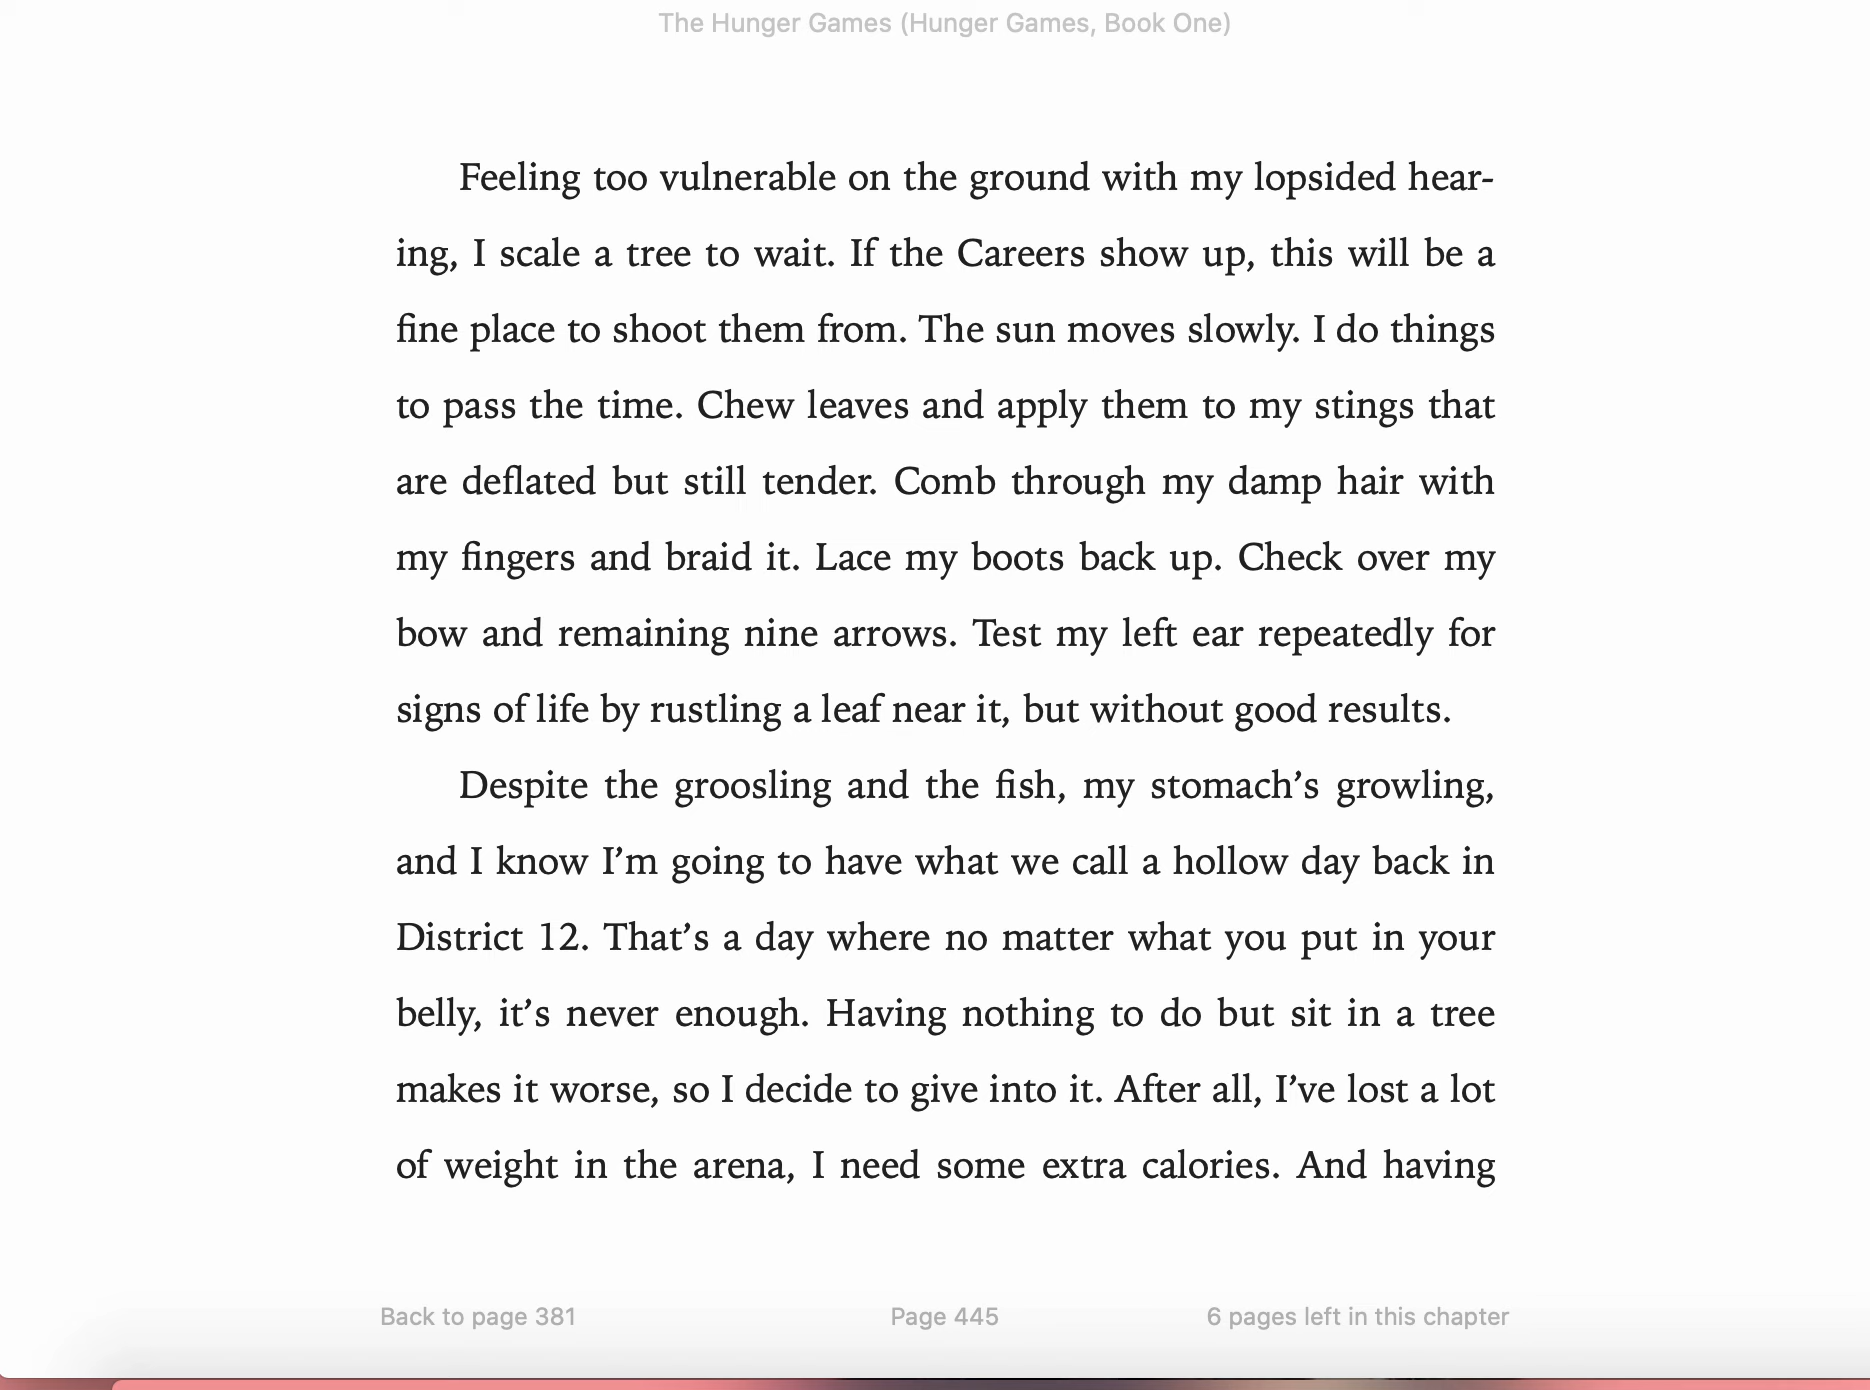 The Hunger Games (Hunger Games, Book One)
Feeling too vulnerable on the ground with my lopsided hear-
ing, I scale a tree to wait. If the Careers show up, this will be a
fine place to shoot them from. The sun moves slowly. I do things
to pass the time. Chew leaves and apply them to my stings that
are deflated but still tender. Comb through my damp hair with
my fingers and braid it. Lace my boots back up. Check over my
bow and remaining nine arrows. Test my left ear repeatedly for
signs of life by rustling a leaf near it, but without good results.
Despite the groosling and the fish, my stomach’s growling,
and I know I’m going to have what we call a hollow day back in
District 12. That’s a day where no matter what you put in your
belly, it’s never enough. Having nothing to do but sit in a tree
makes it worse, so I decide to give into it. After all, I’ve lost a lot
of weight in the arena, I need some extra calories. And having
Back to page 381 Page 445 6 pages left in this chapter